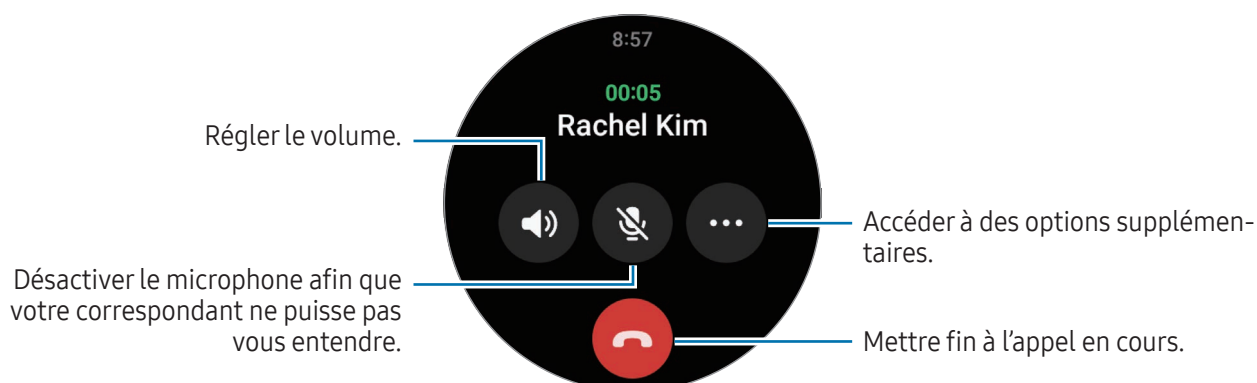 8:57
00:05
Rachel Kim
Régler le volume.
Accéder à des options supplémen-
taires.
Désactiver le microphone afin que
votre correspondant ne puisse pas
vous entendre.
Mettre fin à l’appel en cours.